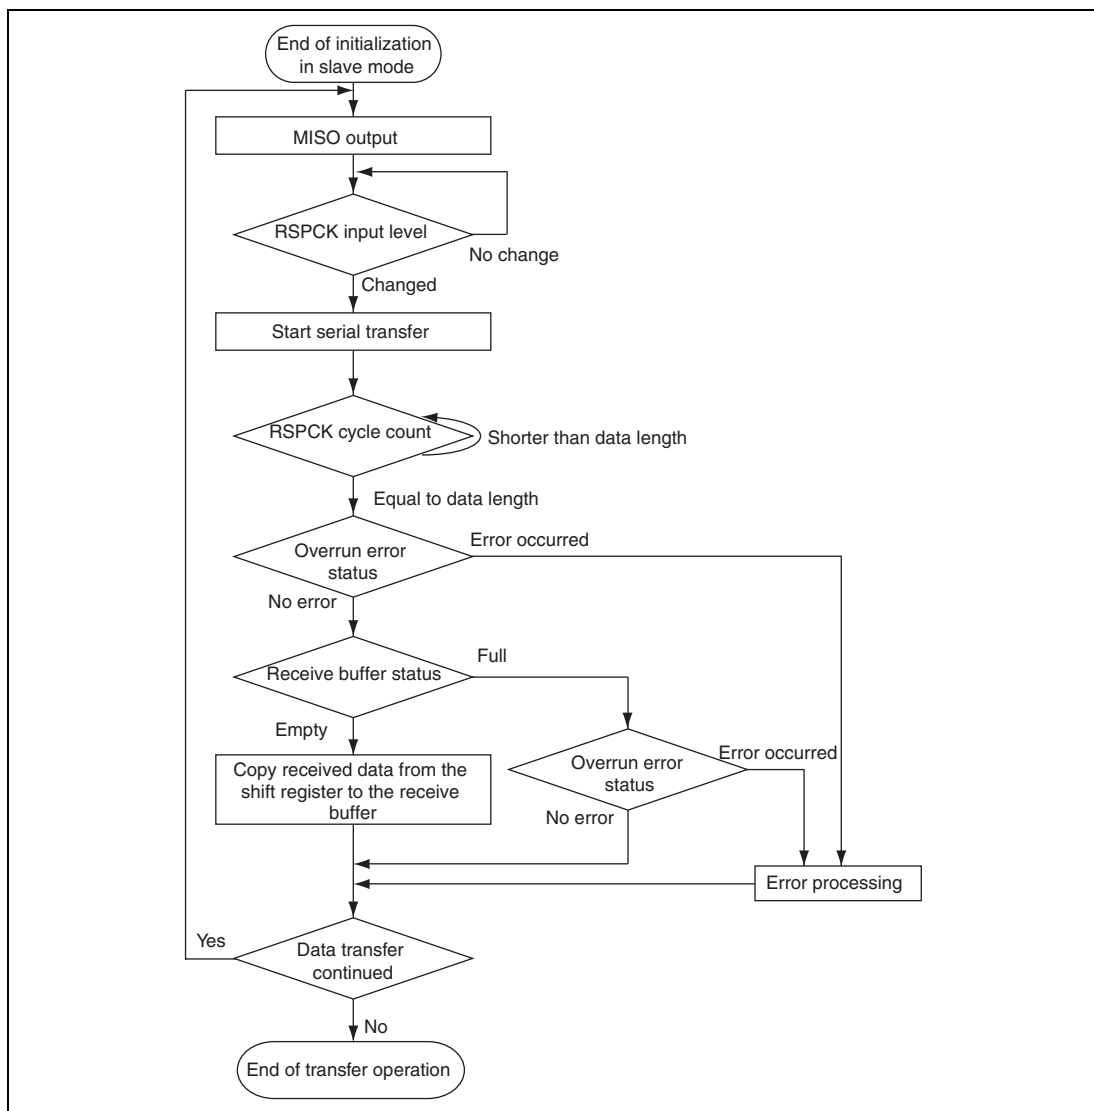 End of initialization
in slave mode
MISO output
RSPCK input level
No change
Changed
Start serial transfer
RSPCK cycle count
Shorter than data length
Equal to data length
Overrun error
status
Error occurred
No error
Receive buffer status
Full
Empty
Overrun error
status
Error occurred
No error
Copy received data from the
shift register to the receive
buffer
Error processing
Yes
Data transfer
continued
No
End of transfer operation